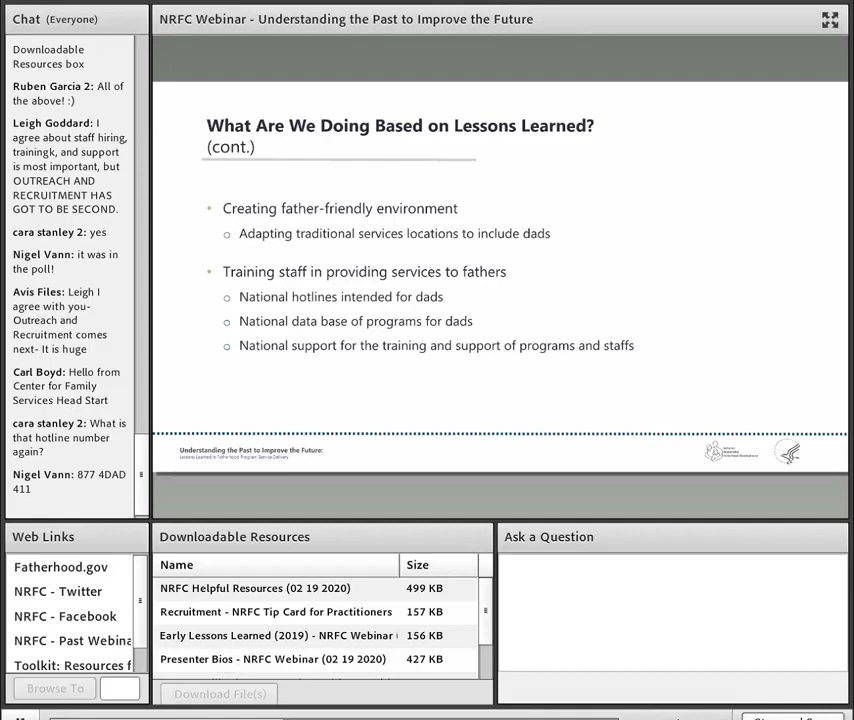 Chat (Everyone)
Downloadable
Resources box
Ruben Garcia 2: All of
the above! :)
Leigh Goddard: I
agree about staff hiring,
trainingk, and support
is most important, but
OUTREACH AND
RECRUITMENT HAS
GOT TO BE SECOND.
cara stanley 2: yes
Nigel Vann: it was in
the poll!
Avis Files: Leigh I
agree with you-
Outreach and
Recruitment comes
next- It is huge
Carl Boyd: Hello from
Center for Family
Services Head Start
cara stanley 2: What is
that hotline number
again?
Nigel Vann: 877 4DAD
411
NRFC Webinar - Understanding the Past to Improve the Future
What Are We Doing Based on Lessons Learned?
(cont.)
• Creating father-friendly environment
o Adapting traditional services locations to include dads
• Training staff in providing services to fathers
o National hotlines intended for dads
o National data base of programs for dads
o National support for the training and support of programs and staffs
Understanding the Past to Improve the Future:
Lessons Learned in Fatherhood Program Service Delivery
Web Links
Fatherhood.gov
NRFC - Twitter
NRFC - Facebook
NRFC - Past Webina
Toolkit: Resources f
Browse To
Downloadable Resources
Name Size
NRFC Helpful Resources (02 19 2020) 499 KB
Recruitment - NRFC Tip Card for Practitioners 157 KB
Early Lessons Learned (2019) - NRFC Webinar 156 KB
Presenter Bios - NRFC Webinar (02 19 2020) 427 KB
Download File(s)
Ask a Question